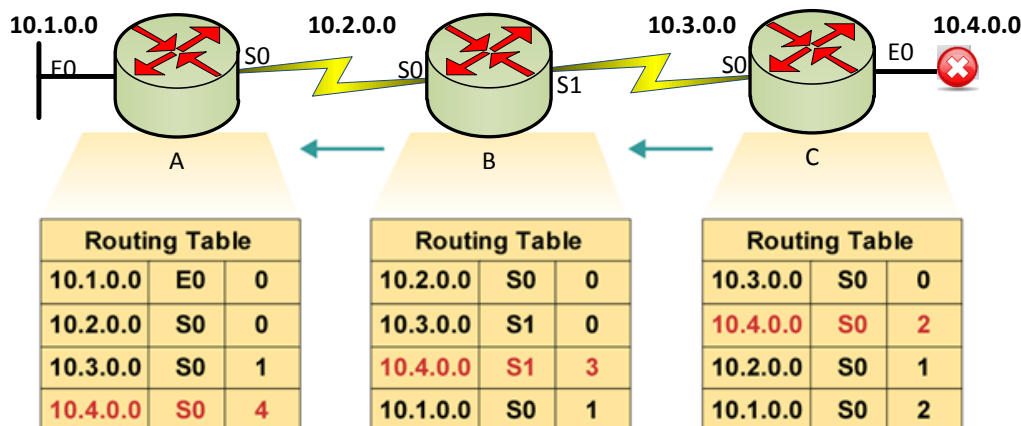 10.1.0.0 10.2.0.0 10.3.0.0 10.4.0.0
E0 S0 S0 S1 S0 E0
A B C
Routing Table
10.1.0.0 E0 0
10.2.0.0 S0 0
10.3.0.0 S0 1
10.4.0.0 S0 4
Routing Table
10.2.0.0 S0 0
10.3.0.0 S1 0
10.4.0.0 S1 3
10.1.0.0 S0 1
Routing Table
10.3.0.0 S0 0
10.4.0.0 S0 2
10.2.0.0 S0 1
10.1.0.0 S0 2